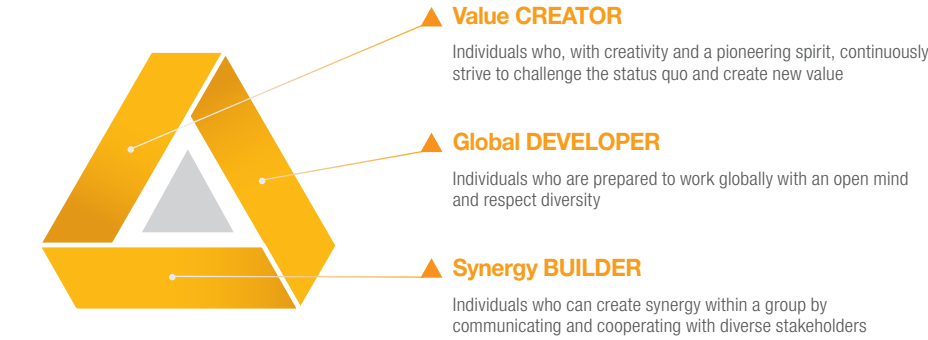 Value CREATOR
Individuals who, with creativity and a pioneering spirit, continuously
strive to challenge the status quo and create new value
Global DEVELOPER
Individuals who are prepared to work globally with an open mind
and respect diversity
Synergy BUILDER
Individuals who can create synergy within a group by
communicating and cooperating with diverse stakeholders